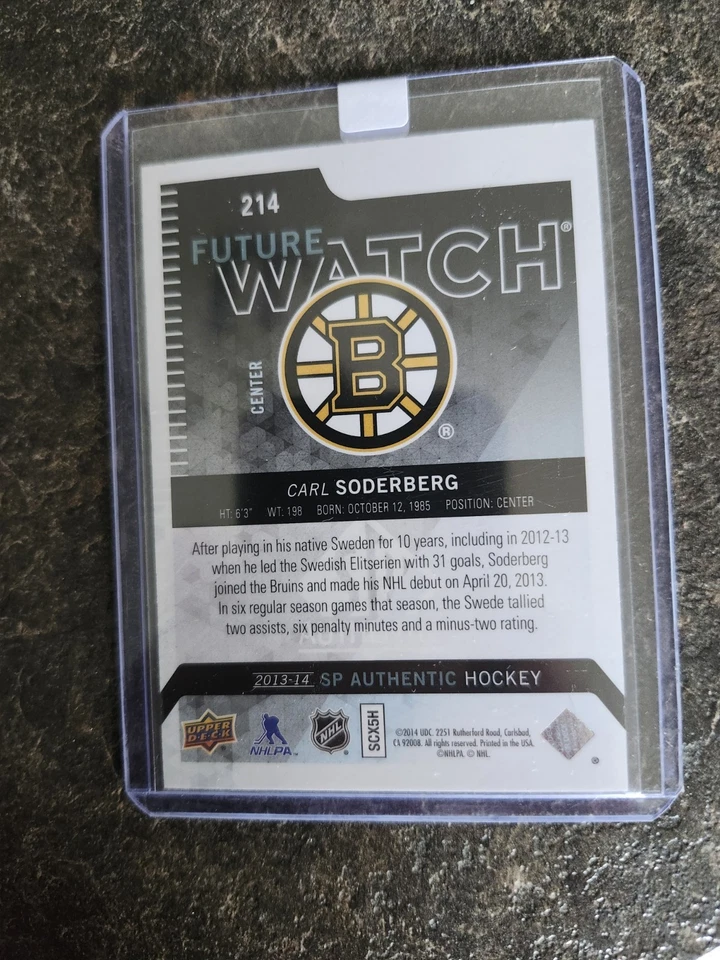 214
FUTURE
WATCH®
B
®
CENTER
CARL SODERBERG
HT: 6'3" WT: 198 BORN: OCTOBER 12, 1985 POSITION: CENTER
After playing in his native Sweden for 10 years, including in 2012-13
when he led the Swedish Elitserien with 31 goals, Soderberg
joined the Bruins and made his NHL debut on April 20, 2013.
In six regular season games that season, the Swede tallied
two assists, six penalty minutes and a minus-two rating.
2013-14 SP AUTHENTIC HOCKEY
UPPER
DECK
NHLPA
NHL
SCX5H
©2014 UDC. 2251 Rutherford Road, Carlsbad,
CA 92008. All rights reserved. Printed in the USA.
©NHLPA. © NHL.
®